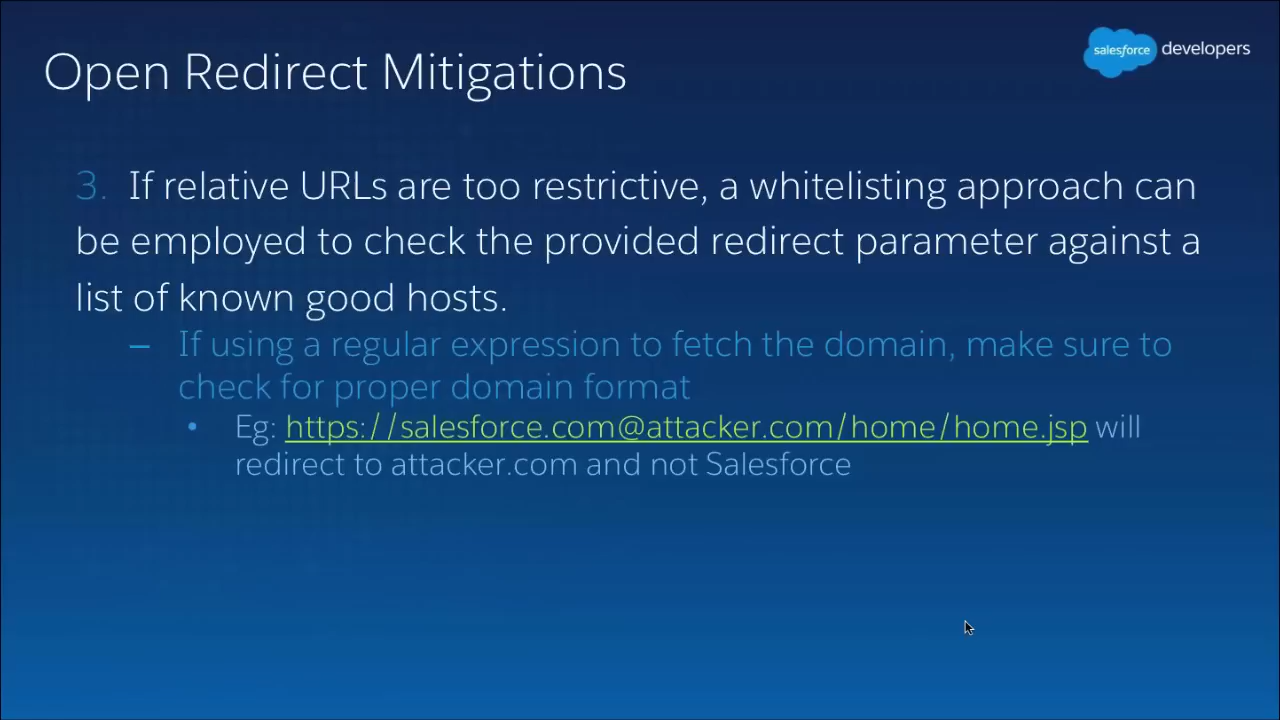 Open Redirect Mitigations
salesforce developers
3. If relative URLs are too restrictive, a whitelisting approach can
be employed to check the provided redirect parameter against a
list of known good hosts.
– If using a regular expression to fetch the domain, make sure to
check for proper domain format
• Eg: https://salesforce.com@attacker.com/home/home.jsp will
redirect to attacker.com and not Salesforce